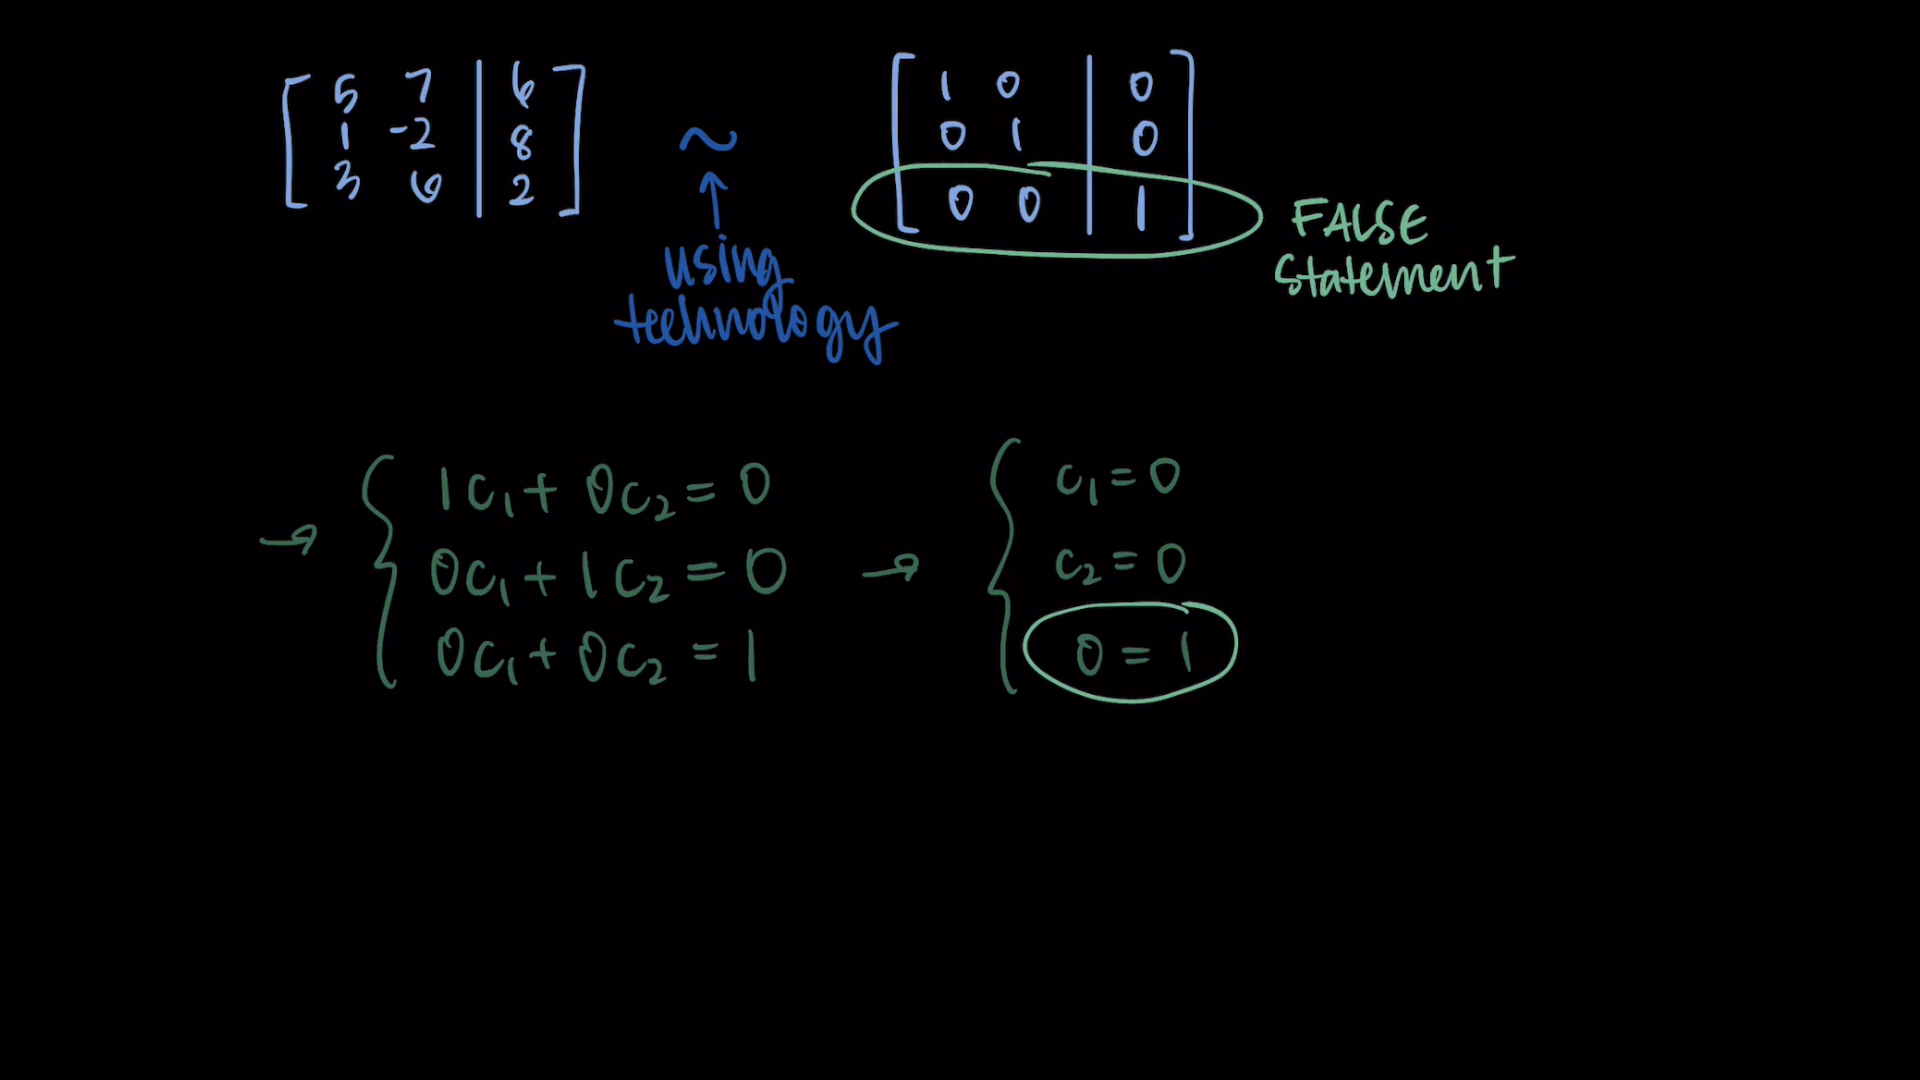 [ 5 7 | 6 ]
[ 1 -2 | 8 ]
[ 3 6 | 2 ]
~
↑
using
technology
[ 1 0 | 0 ]
[ 0 1 | 0 ]
[ 0 0 | 1 ]
FALSE
statement
→ { 1c₁ + 0c₂ = 0
0c₁ + 1c₂ = 0
0c₁ + 0c₂ = 1
→ { c₁ = 0
c₂ = 0
0 = 1